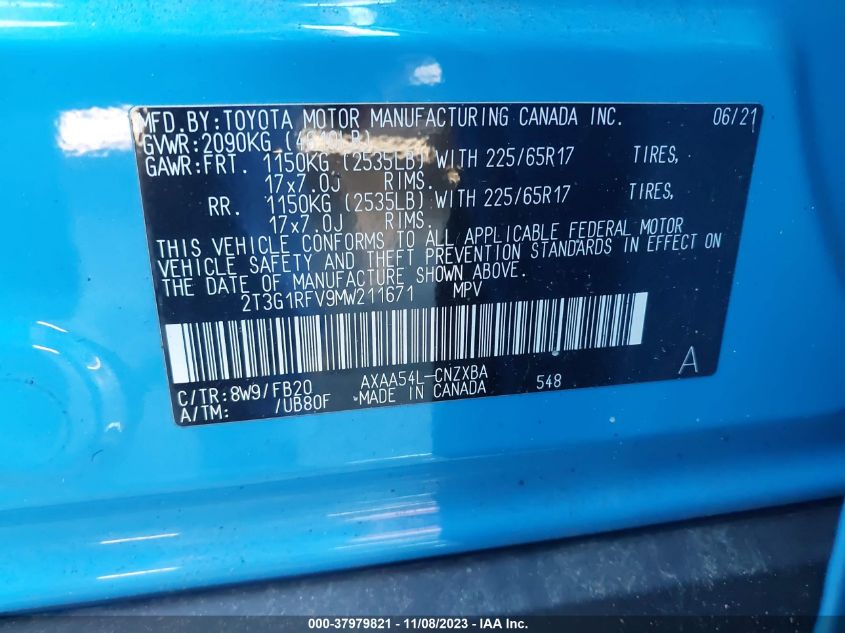 MFD.BY:TOYOTA MOTOR MANUFACTURING CANADA INC. 06/21
GVWR:2090KG
GAWR:FRT. 1150KG (2535LB) WITH 225/65R17 TIRES,
17x7.0J RIMS.
RR. 1150KG (2535LB) WITH 225/65R17 TIRES,
17x7.0J RIMS.
THIS VEHICLE CONFORMS TO ALL APPLICABLE FEDERAL MOTOR
VEHICLE SAFETY AND THEFT PREVENTION STANDARDS IN EFFECT ON
THE DATE OF MANUFACTURE SHOWN ABOVE.
2T3G1RFV9MW211671 MPV
A
C/TR:8W9/FB20 AXAA54L-CNZXBA 548
A/TM: /UB80F MADE IN CANADA
000-37979821 - 11/08/2023 - IAA Inc.